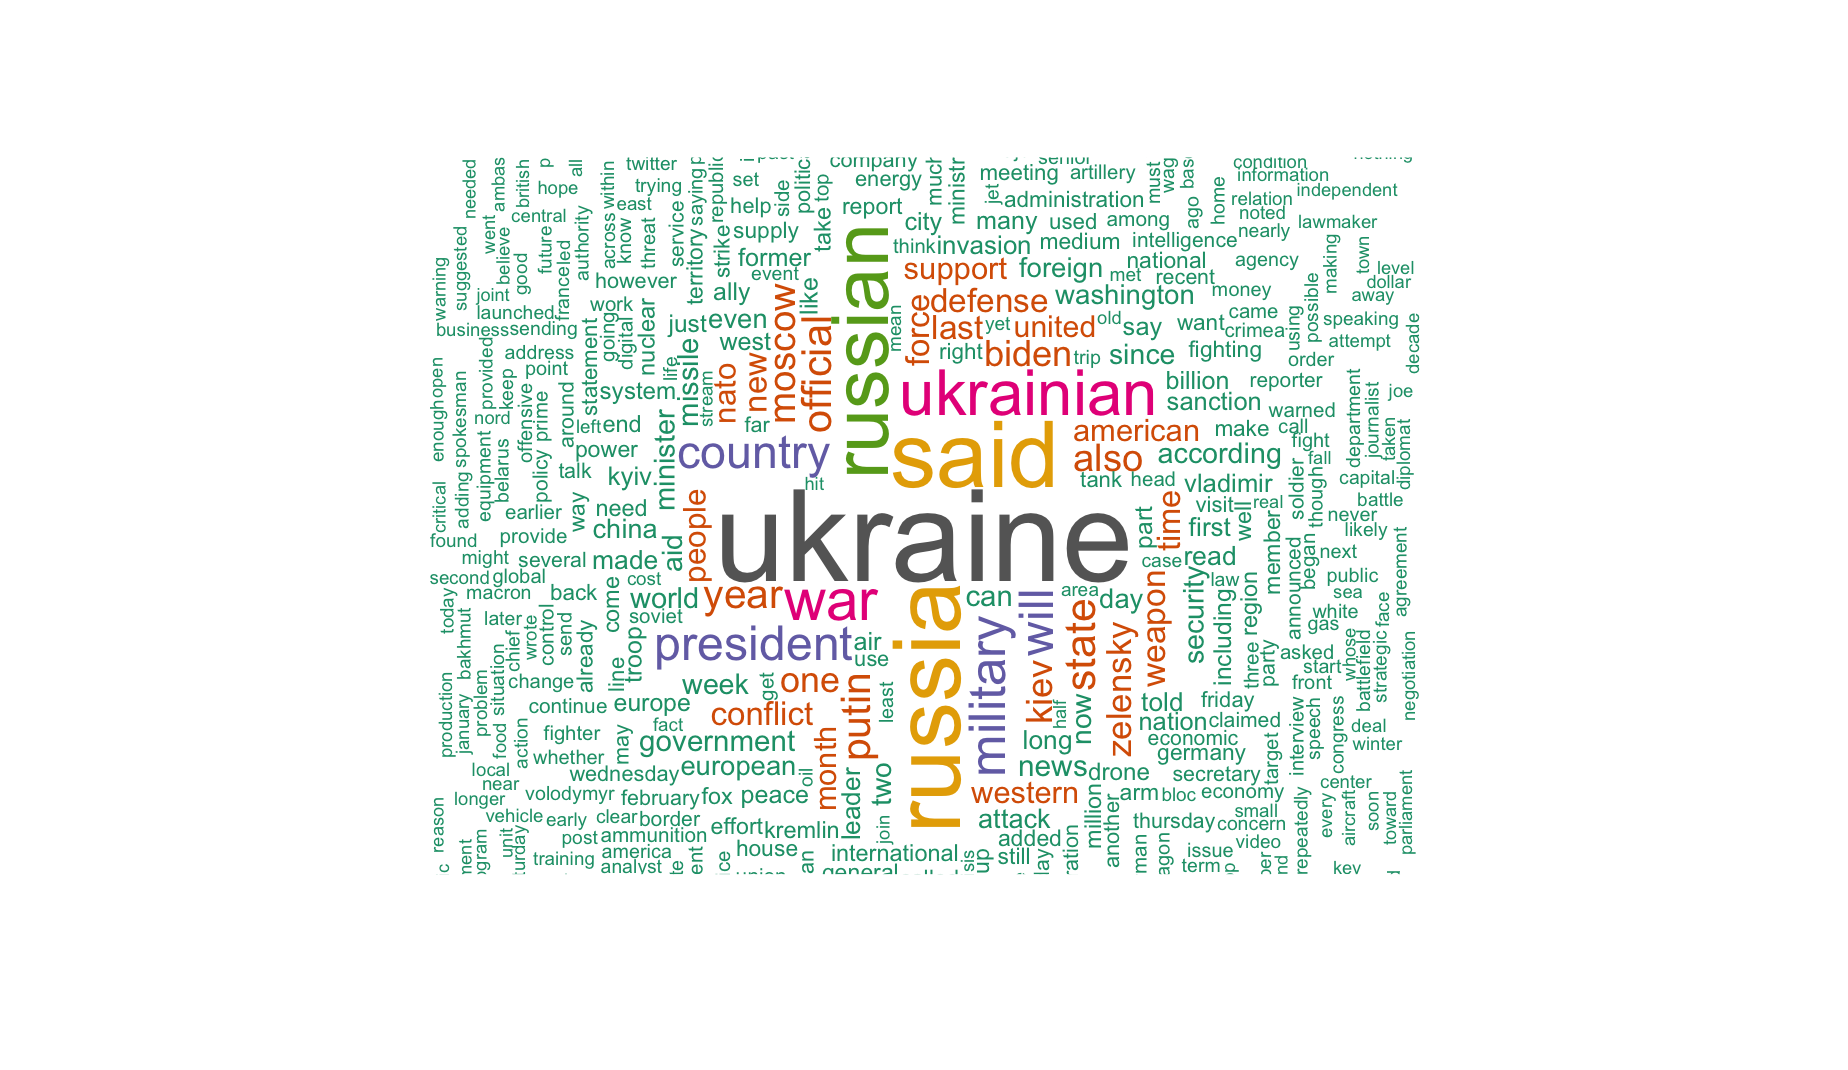 needed
ambas
british
p
all
twitter
company
senior
condition
nothing
hope
within
trying
saying
republic
set
politic
top
energy
much
ministr
meeting
artillery
must
wag
bas
information
independent
central
went
across
east
know
threat
service
help
side
take
report
city
jet
administration
many
used
among
ago
home
relation
noted
nearly
lawmaker
suggested
believe
good
future
franceled
authority
territory
strike
supply
former
russian
think
invasion
medium
intelligence
national
agency
making
town
level
dollar
warning
joint
launched
however
event
ally
like
support
foreign
met
recent
washington
money
away
business
sending
work
going
digital
nuclear
just
even
moscow
official
mean
force
defense
last
yet
united
old
say
want
came
crimea
using
possible
speaking
attempt
decade
address
point
statement
west
missile
life
stream
nato
new
right
biden
trip
since
fighting
order
enough
open
spokesman
provided
keep
nord
offensive
prime
around
system
left
end
far
ukrainian
billion
sanction
reporter
warned
joe
department
journalist
taken
diplomat
power
minister
country
said
american
make
call
fight
fall
also
according
talk
kyiv
hit
tank
head
vladimir
capital
critical
adding
equipment
belarus
policy
earlier
way
need
china
people
ukraine
part
time
visit
real
first
well
member
soldier
though
battle
never
likely
found
provide
might
several
made
aid
case
read
announced
began
next
agreement
second
global
cost
law
public
today
macron
back
come
world
year
war
can
area
day
security
including
region
sea
white
face
bakhmut
later
chief
wrote
control
send
soviet
russia
military
will
state
weapon
gas
whose
strategic
already
troop
line
president
air
use
kiev
zelensky
three
party
asked
start
battlefield
negotiation
situation
change
week
get
one
front
production
january
problem
food
continue
europe
conflict
putin
least
half
now
told
friday
interview
speech
congress
deal
action
fighter
may
fact
government
month
long
nation
claimed
economic
winter
whether
germany
target
local
near
wednesday
european
oil
leader
two
news
drone
secretary
center
longer
volodymyr
february
fox
peace
western
arm
bloc
economy
repeatedly
every
aircraft
soon
toward
parliament
reason
vehicle
early
clear
border
effort
kremlin
join
attack
million
another
thursday
concern
small
unit
post
ammunition
house
added
video
training
america
international
still
issue
analyst
an
general
up
man
term
key